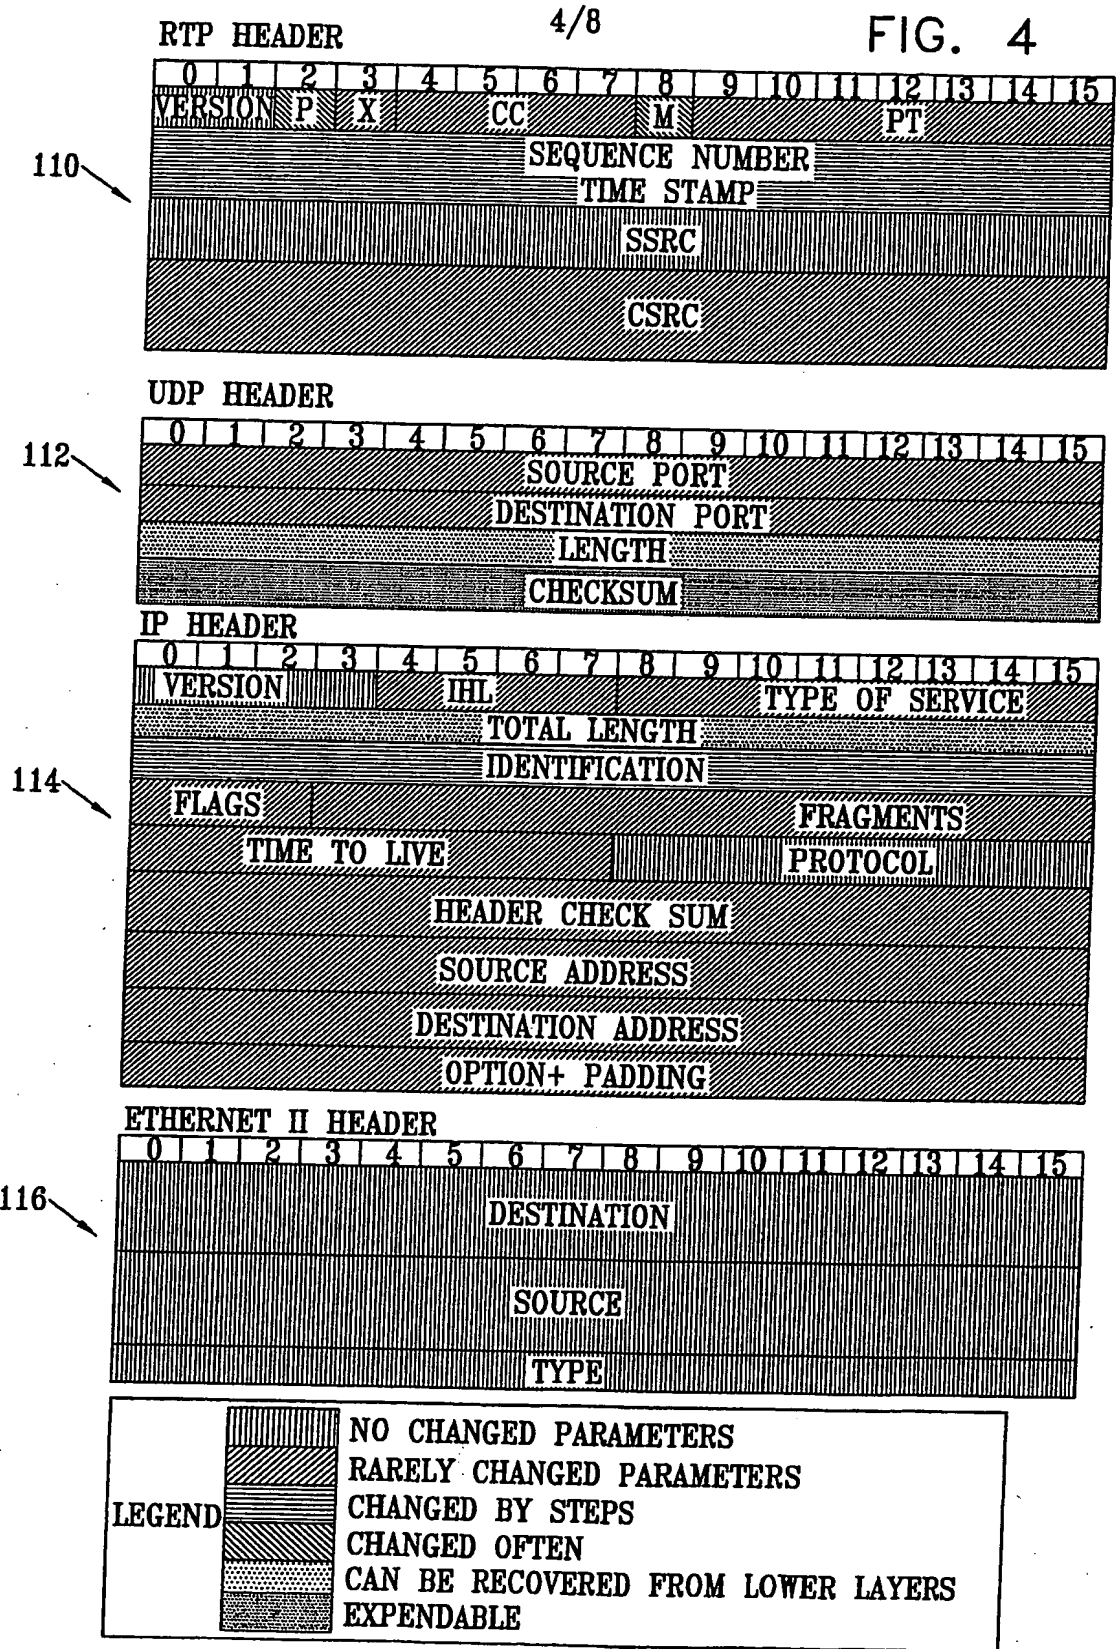 4/8
FIG. 4
RTP HEADER
0 1 2 3 4 5 6 7 8 9 10 11 12 13 14 15
VERSION P X CC M PT
110
SEQUENCE NUMBER
TIME STAMP
SSRC
CSRC
UDP HEADER
0 1 2 3 4 5 6 7 8 9 10 11 12 13 14 15
112
SOURCE PORT
DESTINATION PORT
LENGTH
CHECKSUM
IP HEADER
0 1 2 3 4 5 6 7 8 9 10 11 12 13 14 15
VERSION IHL TYPE OF SERVICE
TOTAL LENGTH
IDENTIFICATION
114
FLAGS FRAGMENTS
TIME TO LIVE PROTOCOL
HEADER CHECK SUM
SOURCE ADDRESS
DESTINATION ADDRESS
OPTION+ PADDING
ETHERNET II HEADER
0 1 2 3 4 5 6 7 8 9 10 11 12 13 14 15
116
DESTINATION
SOURCE
TYPE
LEGEND
NO CHANGED PARAMETERS
RARELY CHANGED PARAMETERS
CHANGED BY STEPS
CHANGED OFTEN
CAN BE RECOVERED FROM LOWER LAYERS
EXPENDABLE